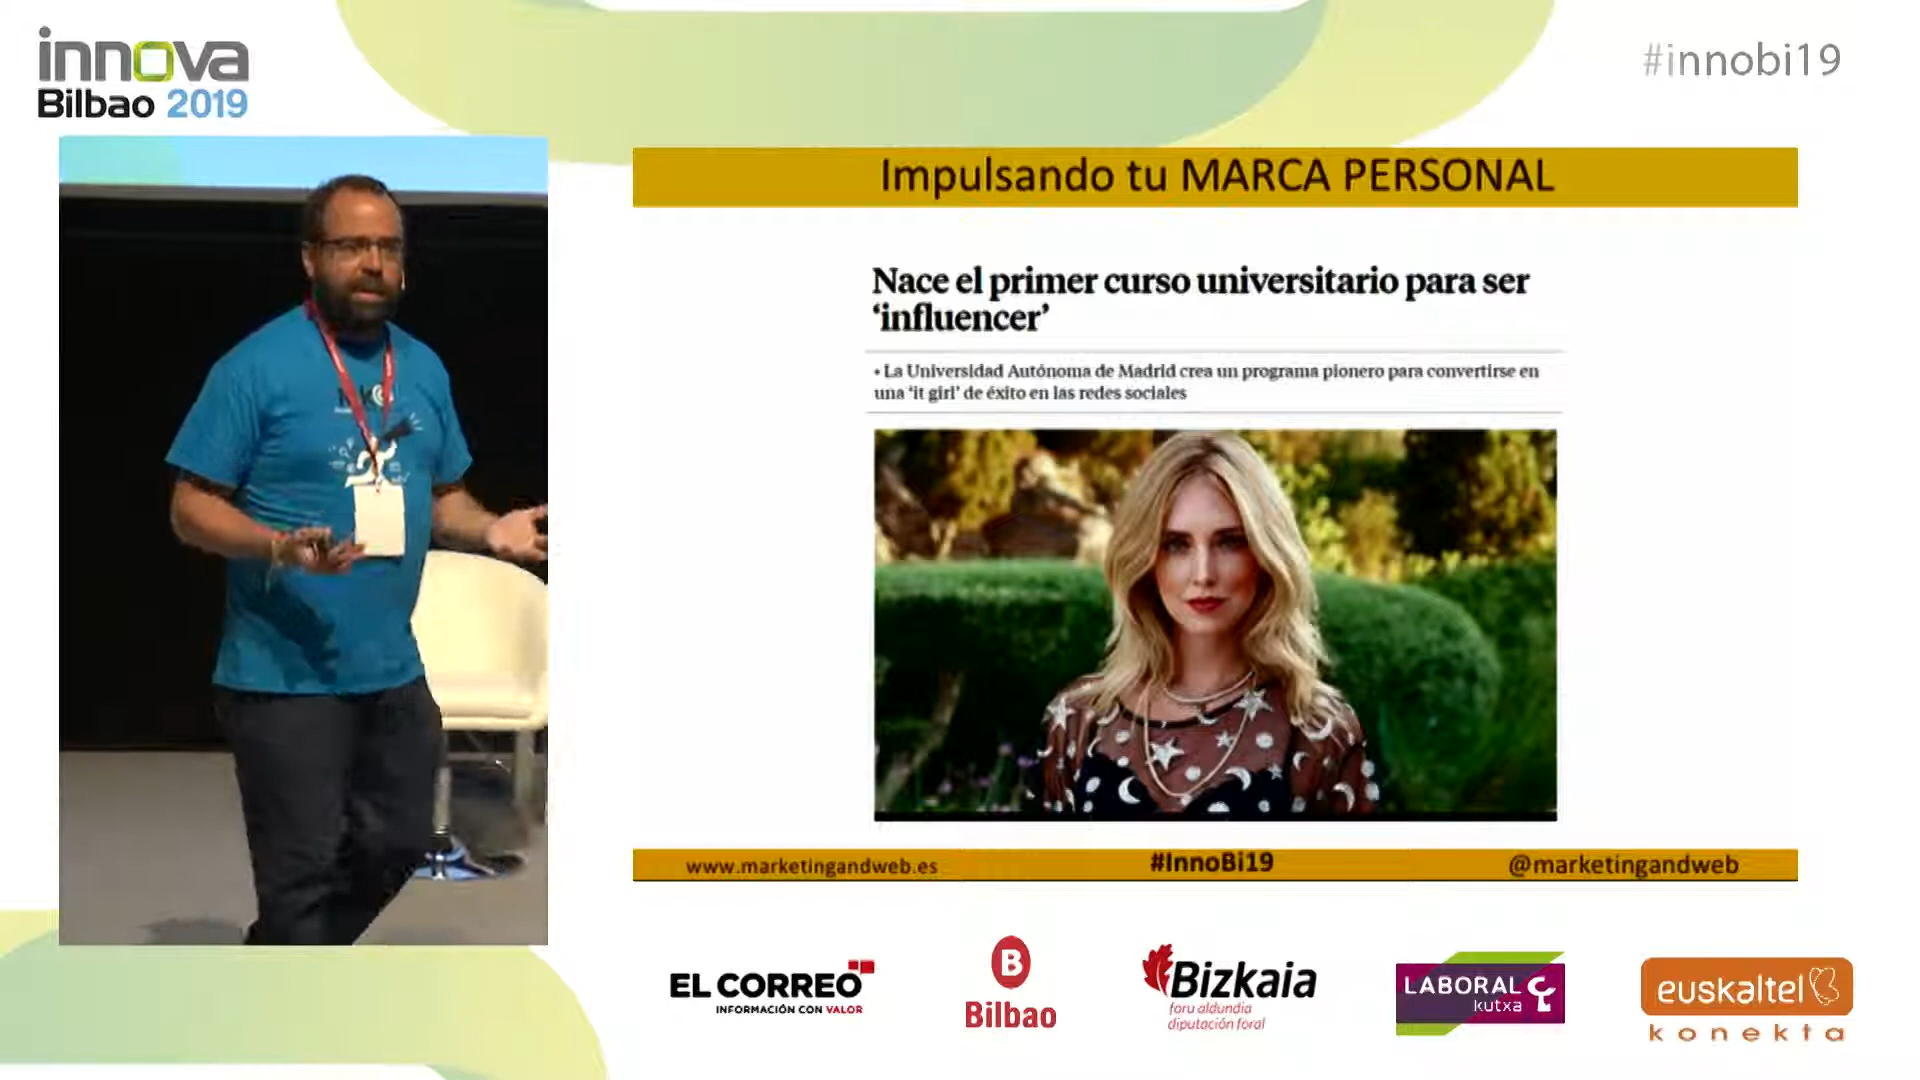 innova
Bilbao 2019
#innobi19
Impulsando tu MARCA PERSONAL
Nace el primer curso universitario para ser
‘influencer’
• La Universidad Autónoma de Madrid crea un programa pionero para convertirse en
una ‘it girl’ de éxito en las redes sociales
www.marketingandweb.es
#InnoBi19
@marketingandweb
EL CORREO
INFORMACIÓN CON VALOR
B
Bilbao
Bizkaia
foru aldundia
diputación foral
LABORAL
kutxa
euskaltel
konekta